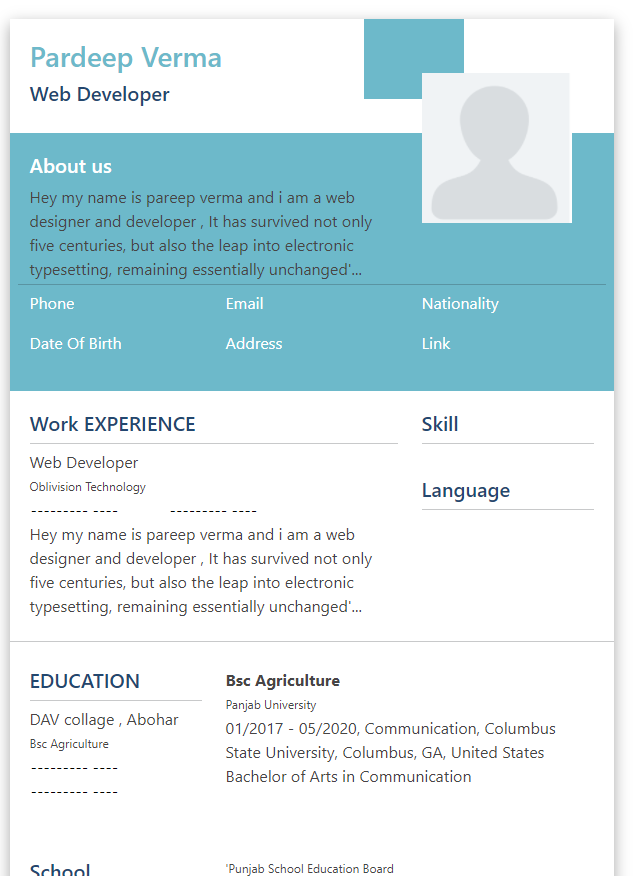 Pardeep Verma
Web Developer
About us
Hey my name is pareep verma and i am a web
designer and developer , It has survived not only
five centuries, but also the leap into electronic
typesetting, remaining essentially unchanged'...
Phone
Email
Nationality
Date Of Birth
Address
Link
Work EXPERIENCE
Web Developer
Oblivision Technology
--------- ----
--------- ----
Hey my name is pareep verma and i am a web
designer and developer , It has survived not only
five centuries, but also the leap into electronic
typesetting, remaining essentially unchanged'...
Skill
Language
EDUCATION
DAV collage , Abohar
Bsc Agriculture
--------- ----
--------- ----
Bsc Agriculture
Panjab University
01/2017 - 05/2020, Communication, Columbus
State University, Columbus, GA, United States
Bachelor of Arts in Communication
School
'Punjab School Education Board